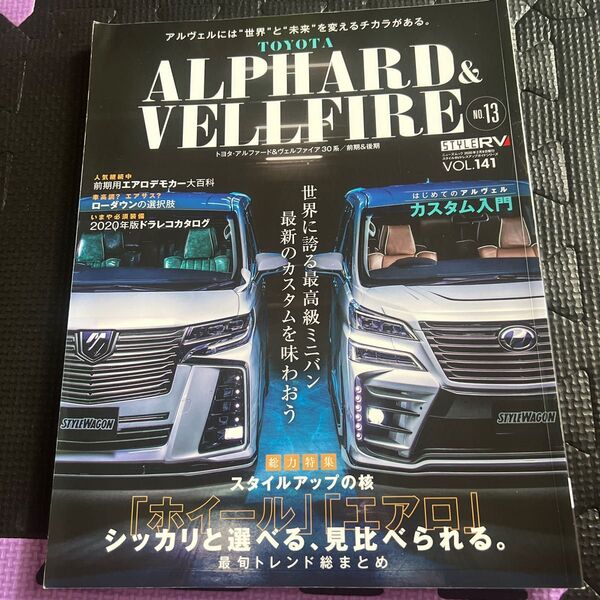 アルヴェルには"世界"と"未来"を変えるチカラがある。
TOYOTA
ALPHARD&
VELLFIRE
NO.13
トヨタ・アルファード&ヴェルファイア30系/前期&後期
STYLE RV
VOL.141
人気継続中
前期用エアロデモカー大百科
車高調? エアサス?
ローダウンの選択肢
いまや必須装備
2020年版ドラレコカタログ
はじめてのアルヴェル
カスタム入門
世界に誇る最高級ミニバン
最新のカスタムを味わおう
STYLEWAGON
STYLEWAGON
総力特集
スタイルアップの核
「ホイール」「エアロ」
シッカリと選べる、見比べられる。
最旬トレンド総まとめ